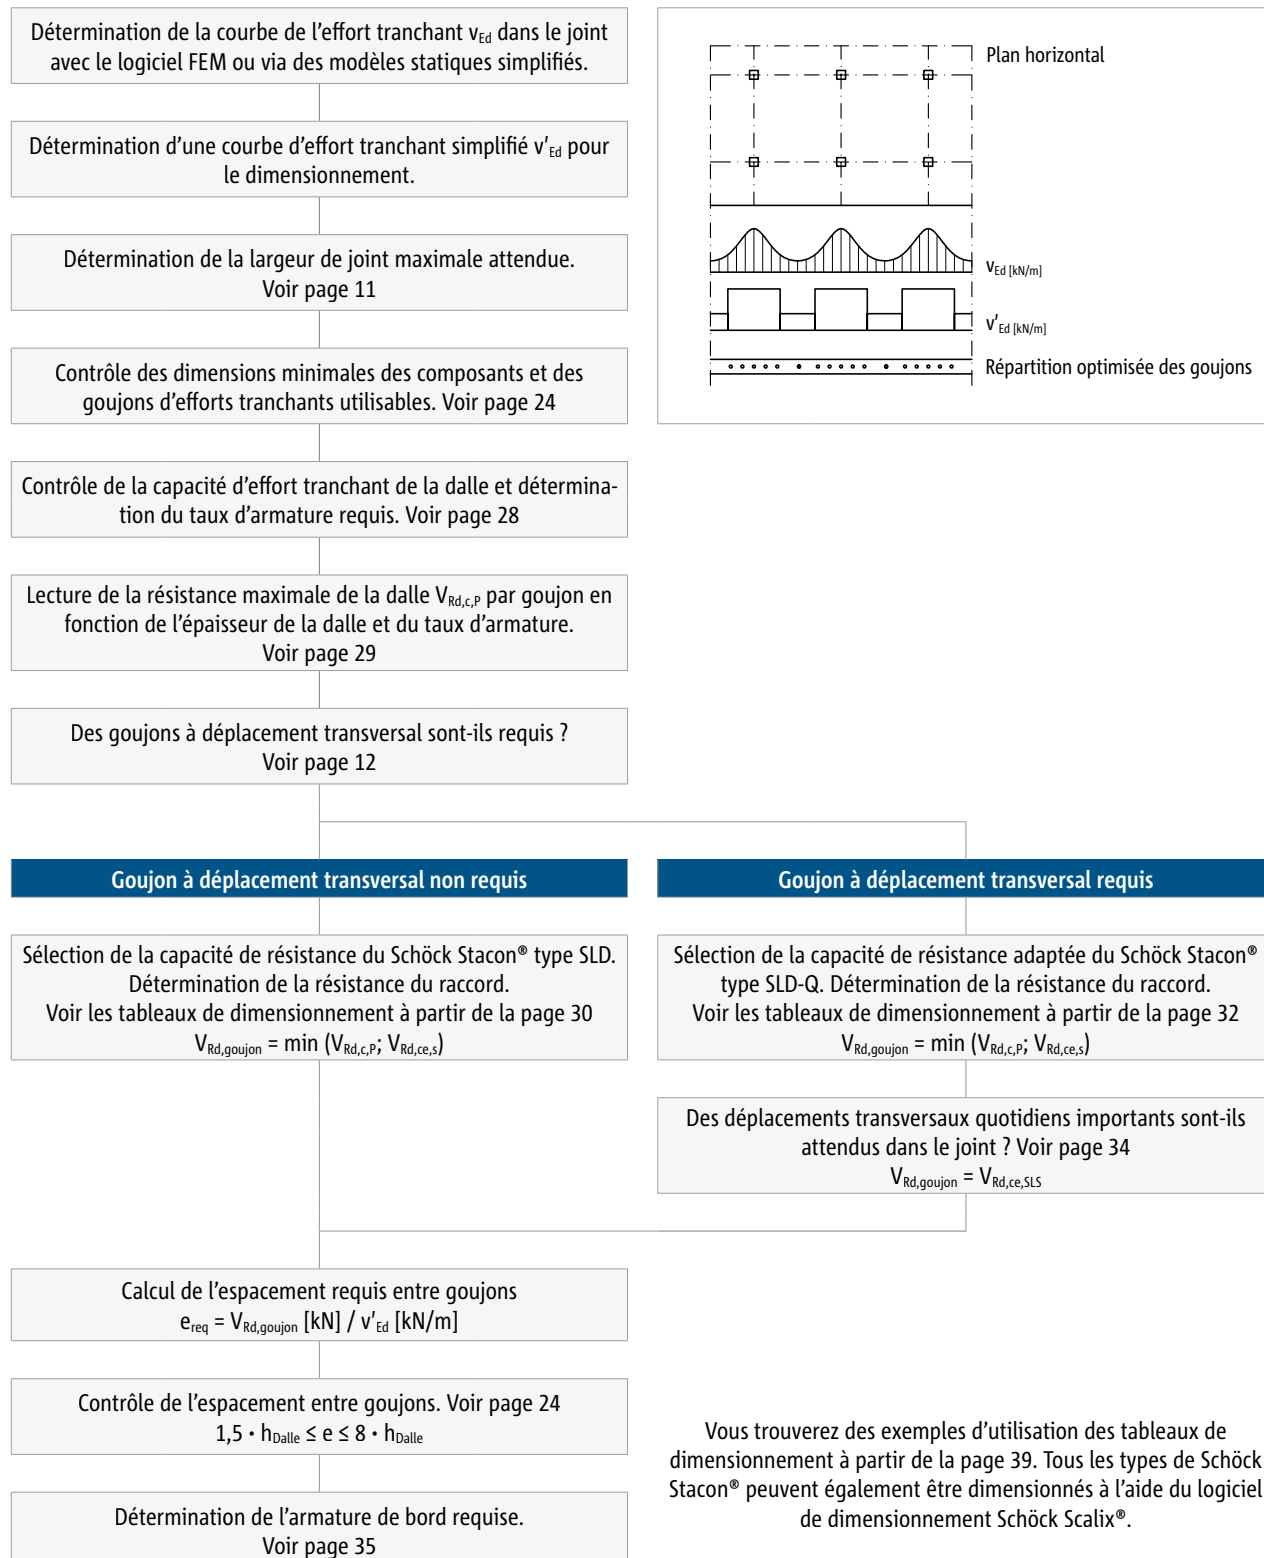 Détermination de la courbe de l’effort tranchant vEd dans le joint
avec le logiciel FEM ou via des modèles statiques simplifiés.
Détermination d’une courbe d’effort tranchant simplifié v’Ed pour
le dimensionnement.
Détermination de la largeur de joint maximale attendue.
Voir page 11
Contrôle des dimensions minimales des composants et des
goujons d’efforts tranchants utilisables. Voir page 24
Contrôle de la capacité d’effort tranchant de la dalle et détermina-
tion du taux d’armature requis. Voir page 28
Lecture de la résistance maximale de la dalle VRd,c,P par goujon en
fonction de l’épaisseur de la dalle et du taux d’armature.
Voir page 29
Des goujons à déplacement transversal sont-ils requis ?
Voir page 12
Plan horizontal
vEd [kN/m]
v’Ed [kN/m]
Répartition optimisée des goujons
Goujon à déplacement transversal non requis
Sélection de la capacité de résistance du Schöck Stacon® type SLD.
Détermination de la résistance du raccord.
Voir les tableaux de dimensionnement à partir de la page 30
VRd,goujon = min (VRd,c,P; VRd,ce,s)
Goujon à déplacement transversal requis
Sélection de la capacité de résistance adaptée du Schöck Stacon®
type SLD-Q. Détermination de la résistance du raccord.
Voir les tableaux de dimensionnement à partir de la page 32
VRd,goujon = min (VRd,c,P; VRd,ce,s)
Des déplacements transversaux quotidiens importants sont-ils
attendus dans le joint ? Voir page 34
VRd,goujon = VRd,ce,SLS
Calcul de l’espacement requis entre goujons
ereq = VRd,goujon [kN] / v’Ed [kN/m]
Contrôle de l’espacement entre goujons. Voir page 24
1,5 • hDalle ≤ e ≤ 8 • hDalle
Détermination de l’armature de bord requise.
Voir page 35
Vous trouverez des exemples d’utilisation des tableaux de
dimensionnement à partir de la page 39. Tous les types de Schöck
Stacon® peuvent également être dimensionnés à l’aide du logiciel
de dimensionnement Schöck Scalix®.